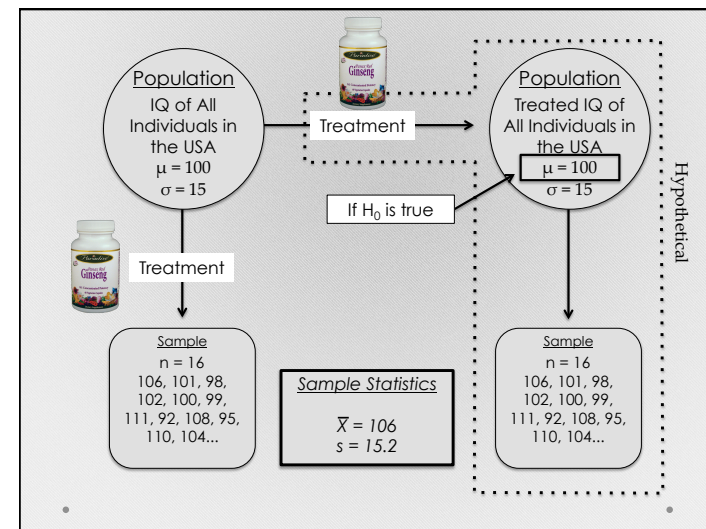 Population
IQ of All
Individuals in
the USA
μ = 100
σ = 15
Ginseng
Treatment
Population
Treated IQ of
All Individuals in
the USA
μ = 100
σ = 15
If H₀ is true
Hypothetical
Ginseng
Treatment
Sample
n = 16
106, 101, 98,
102, 100, 99,
111, 92, 108, 95,
110, 104...
Sample Statistics
X̅ = 106
s = 15.2
Sample
n = 16
106, 101, 98,
102, 100, 99,
111, 92, 108, 95,
110, 104...